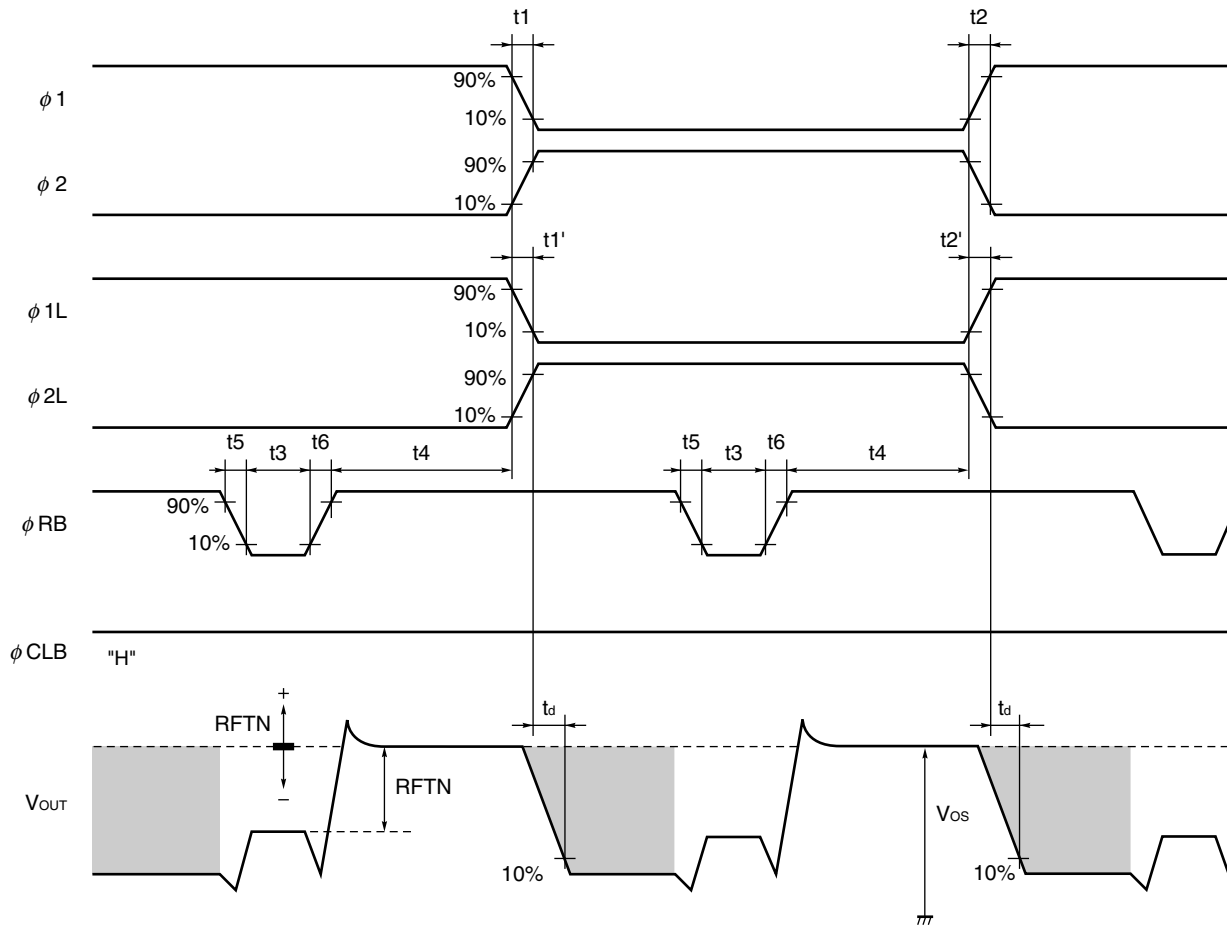 t1 t2
90%
φ1
10%
90%
φ2
10%
t1' t2'
90%
φ1L
10%
90%
φ2L
10%
t5 t3 t6 t4 t5 t3 t6 t4
90%
φRB
10%
φCLB "H"
+
RFTN
td td
−
RFTN
VOUT
VOS
10% 10%